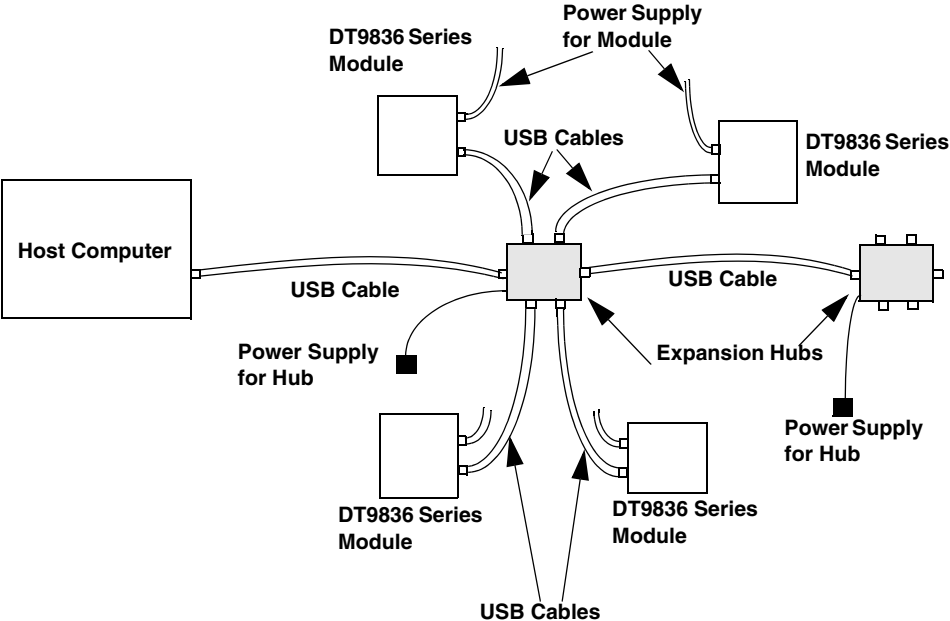 Power Supply
for Module
DT9836 Series
Module
USB Cables
DT9836 Series
Module
Host Computer
USB Cable
USB Cable
Power Supply
for Hub
Expansion Hubs
Power Supply
for Hub
DT9836 Series
Module
DT9836 Series
Module
USB Cables